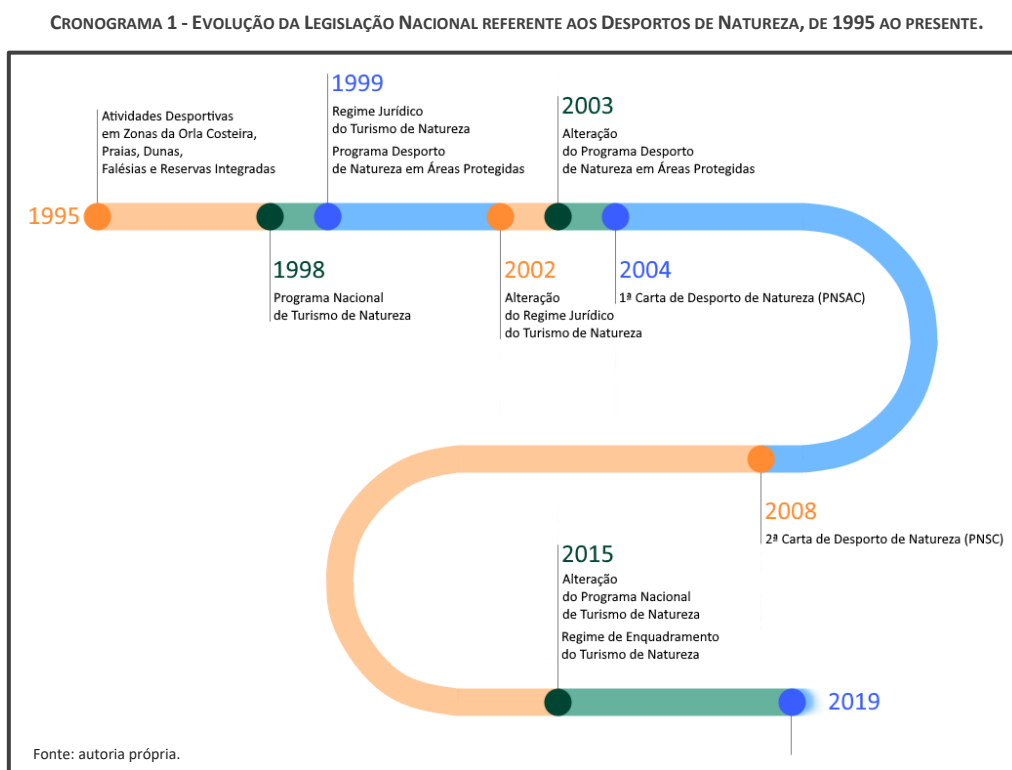 CRONOGRAMA 1 - EVOLUÇÃO DA LEGISLAÇÃO NACIONAL REFERENTE AOS DESPORTOS DE NATUREZA, DE 1995 AO PRESENTE.
1995
Atividades Desportivas
em Zonas da Orla Costeira,
Praias, Dunas,
Falésias e Reservas Integradas
1998
Programa Nacional
de Turismo de Natureza
1999
Regime Jurídico
do Turismo de Natureza
Programa Desporto
de Natureza em Áreas Protegidas
2002
Alteração
do Regime Jurídico
do Turismo de Natureza
2003
Alteração
do Programa Desporto
de Natureza em Áreas Protegidas
2004
1ª Carta de Desporto de Natureza (PNSAC)
2008
2ª Carta de Desporto de Natureza (PNSC)
2015
Alteração
do Programa Nacional
de Turismo de Natureza
Regime de Enquadramento
do Turismo de Natureza
2019
Fonte: autoria própria.